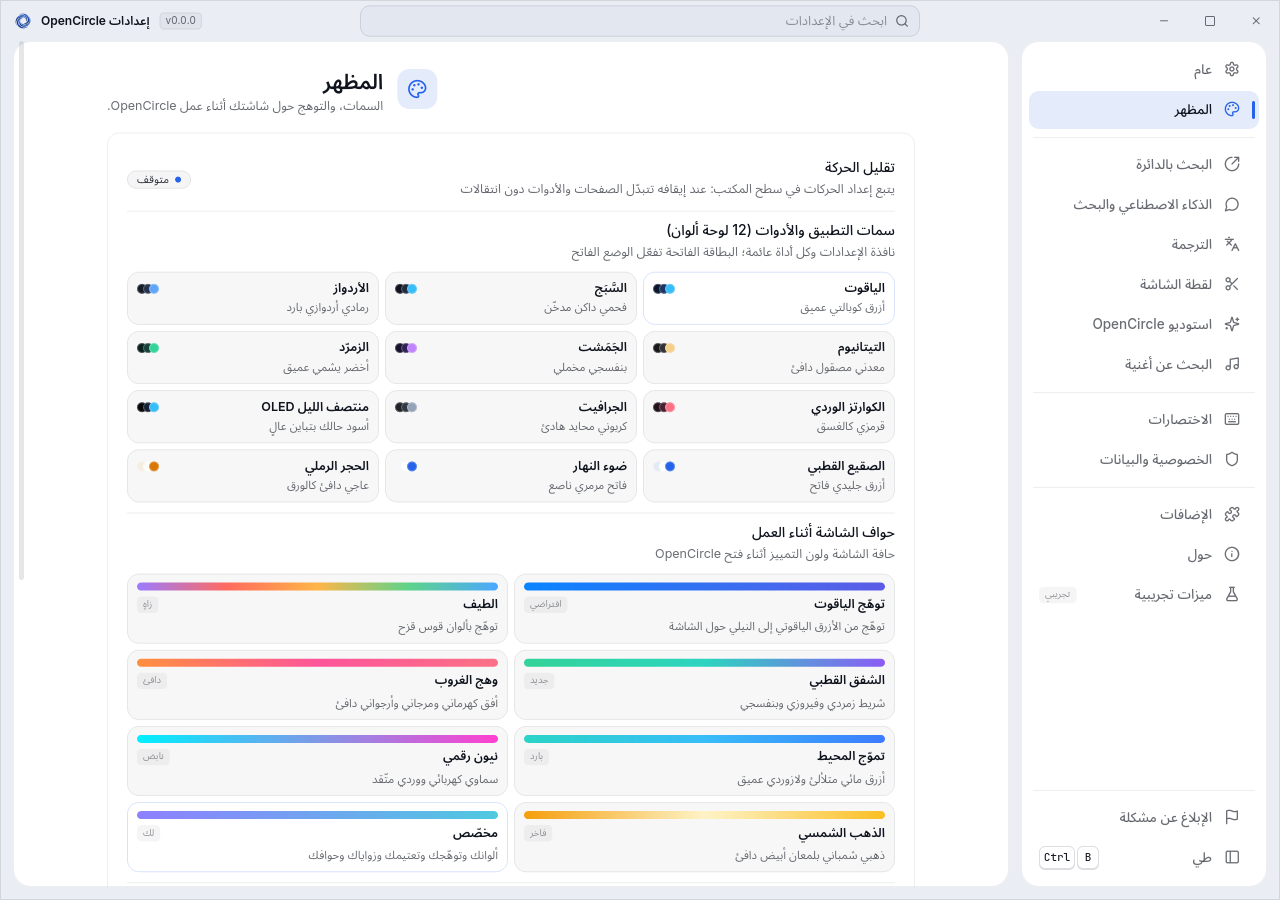 إعدادات OpenCircle
v0.0.0
ابحث في الإعدادات
عام
المظهر
البحث بالدائرة
الذكاء الاصطناعي والبحث
الترجمة
لقطة الشاشة
استوديو OpenCircle
البحث عن أغنية
الاختصارات
الخصوصية والبيانات
الإضافات
حول
ميزات تجريبية
تجريبي
الإبلاغ عن مشكلة
طي
Ctrl B
المظهر
السمات، والتوهج حول شاشتك أثناء عمل OpenCircle.
تقليل الحركة
متوقف
يتبع إعداد الحركات في سطح المكتب: عند إيقافه تتبدّل الصفحات والأدوات دون انتقالات
سمات التطبيق والأدوات (12 لوحة ألوان)
نافذة الإعدادات وكل أداة عائمة؛ البطاقة الفاتحة تفعّل الوضع الفاتح
الياقوت
أزرق كوبالتي عميق
السَّبَج
فحمي داكن مدخّن
الأردواز
رمادي أردوازي بارد
التيتانيوم
معدني مصقول دافئ
الجَمَشت
بنفسجي مخملي
الزمرّد
أخضر يشمي عميق
الكوارتز الوردي
قرمزي كالغسق
الجرافيت
كربوني محايد هادئ
منتصف الليل OLED
أسود حالك بتباين عالٍ
الصقيع القطبي
أزرق جليدي فاتح
ضوء النهار
فاتح مرمري ناصع
الحجر الرملي
عاجي دافئ كالورق
حواف الشاشة أثناء العمل
حافة الشاشة ولون التمييز أثناء فتح OpenCircle
توهّج الياقوت
افتراضي
توهّج من الأزرق الياقوتي إلى النيلي حول الشاشة
الطيف
زاهٍ
توهّج بألوان قوس قزح
الشفق القطبي
جديد
شريط زمردي وفيروزي وبنفسجي
وهج الغروب
دافئ
أفق كهرماني ومرجاني وأرجواني دافئ
تموّج المحيط
بارد
أزرق مائي متلألئ ولازوردي عميق
نيون رقمي
نابض
سماوي كهربائي ووردي متّقد
الذهب الشمسي
فاخر
ذهبي شمباني بلمعان أبيض دافئ
مخصّص
لك
ألوانك وتوهّجك وتعتيمك وزواياك وحوافك